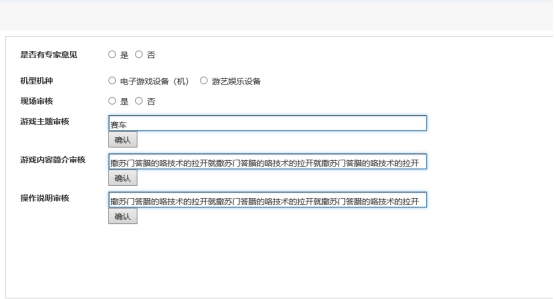 是否有专家意见 是 否
机型机种 电子游戏设备（机） 游艺娱乐设备
现场审核 是 否
游戏主题审核 赛车
确认
游戏内容简介审核 撒苏门答腊的咯技术的拉开就撒苏门答腊的咯技术的拉开就撒苏门答腊的咯技术的拉开
确认
操作说明审核 撒苏门答腊的咯技术的拉开就撒苏门答腊的咯技术的拉开就撒苏门答腊的咯技术的拉开
确认